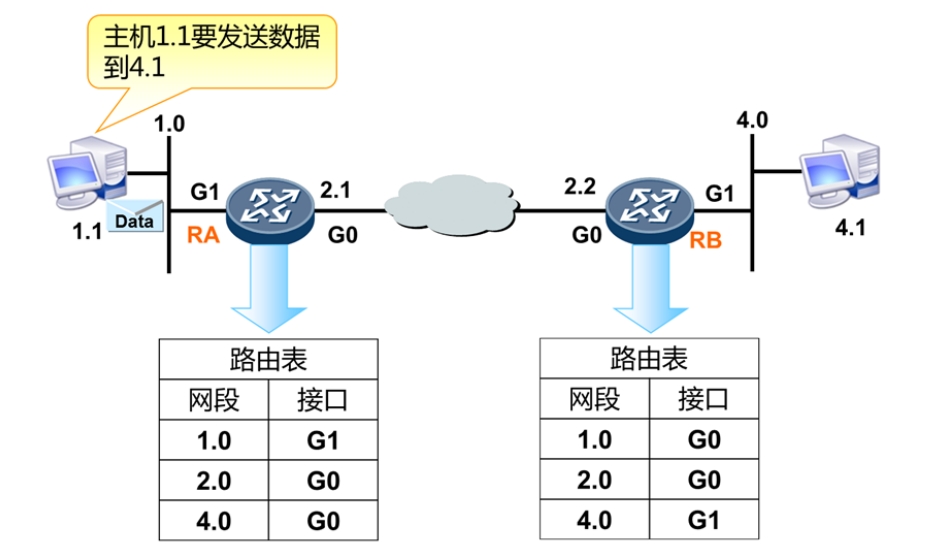 主机1.1要发送数据
到4.1
1.0
4.0
G1
2.1
2.2
G1
1.1
Data
RA
G0
G0
RB
4.1
路由表
网段 接口
1.0 G1
2.0 G0
4.0 G0
路由表
网段 接口
1.0 G0
2.0 G0
4.0 G1